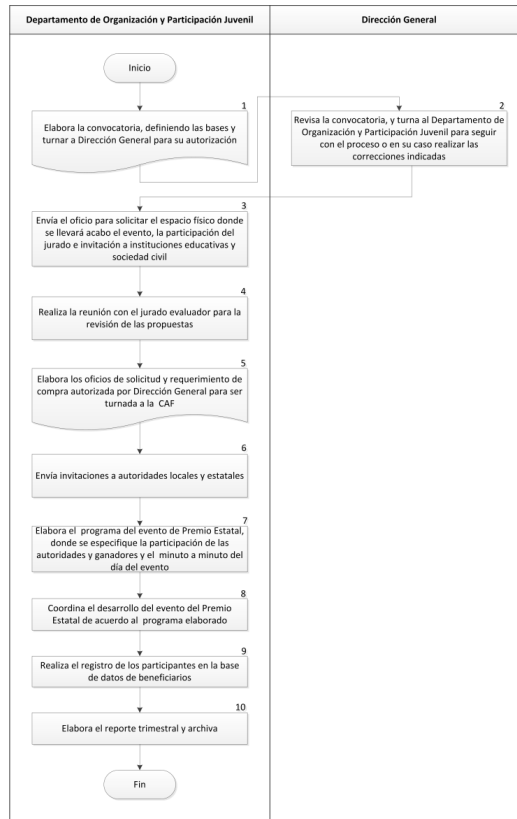 Departamento de Organización y Participación Juvenil
Dirección General
Inicio
1
Elabora la convocatoria, definiendo las bases y
turnar a Dirección General para su autorización
2
Revisa la convocatoria, y turna al Departamento de
Organización y Participación Juvenil para seguir
con el proceso o en su caso realizar las
correcciones indicadas
3
Envía el oficio para solicitar el espacio físico donde
se llevará acabo el evento, la participación del
jurado e invitación a instituciones educativas y
sociedad civil
4
Realiza la reunión con el jurado evaluador para la
revisión de las propuestas
5
Elabora los oficios de solicitud y requerimiento de
compra autorizada por Dirección General para ser
turnada a la CAF
6
Envía invitaciones a autoridades locales y estatales
7
Elabora el programa del evento de Premio Estatal,
donde se especifique la participación de las
autoridades y ganadores y el minuto a minuto del
día del evento
8
Coordina el desarrollo del evento del Premio
Estatal de acuerdo al programa elaborado
9
Realiza el registro de los participantes en la base
de datos de beneficiarios
10
Elabora el reporte trimestral y archiva
Fin